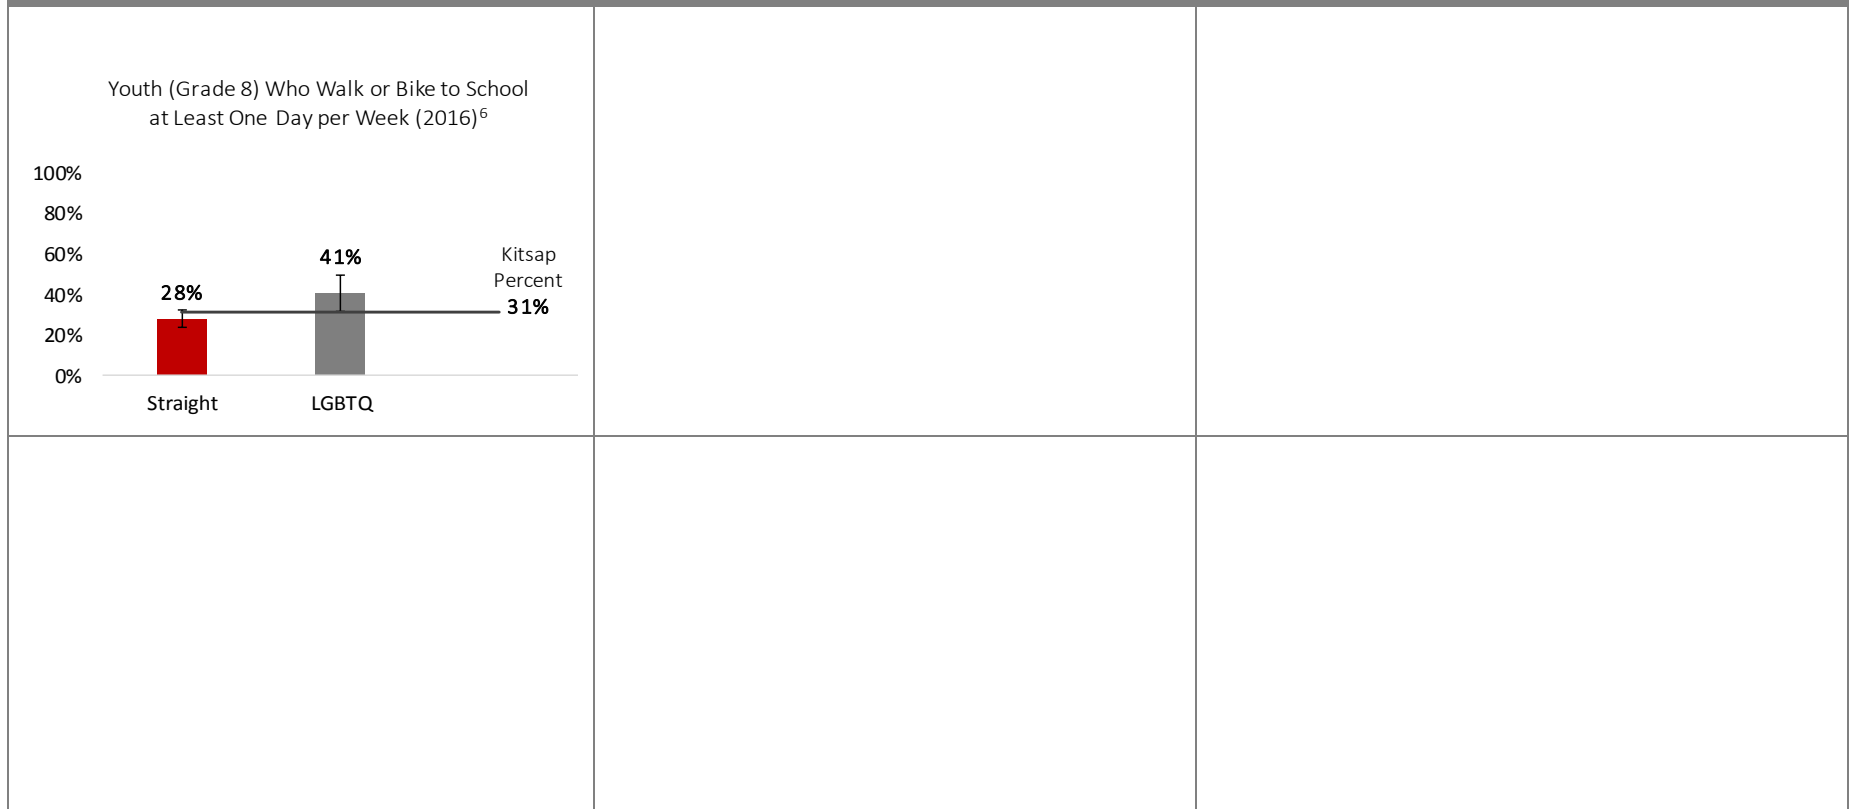 Youth (Grade 8) Who Walk or Bike to School
at Least One Day per Week (2016)⁶
100%
80%
60%
40%
20%
0%
28%
41%
Kitsap
Percent
31%
Straight
LGBTQ